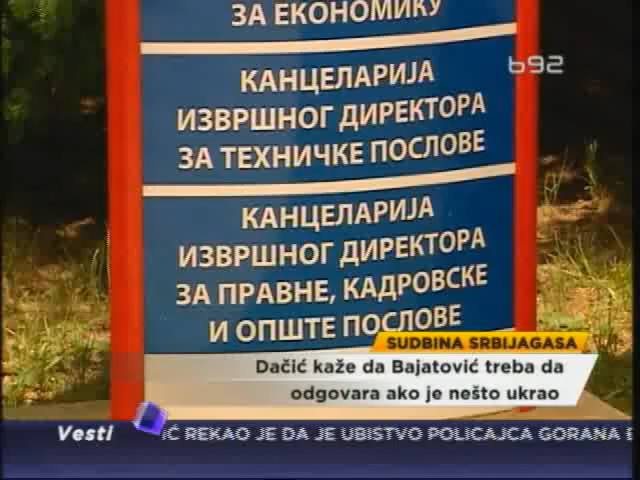 ЗА ЕКОНОМИКУ
b92
КАНЦЕЛАРИЈА
ИЗВРШНОГ ДИРЕКТОРА
ЗА ТЕХНИЧКЕ ПОСЛОВЕ
КАНЦЕЛАРИЈА
ИЗВРШНОГ ДИРЕКТОРА
ЗА ПРАВНЕ, КАДРОВСКЕ
И ОПШТЕ ПОСЛОВЕ
SUDBINA SRBIJAGASA
Dačić kaže da Bajatović treba da
odgovara ako je nešto ukrao
Vesti
IĆ REKAO JE DA JE UBISTVO POLICAJCA GORANA